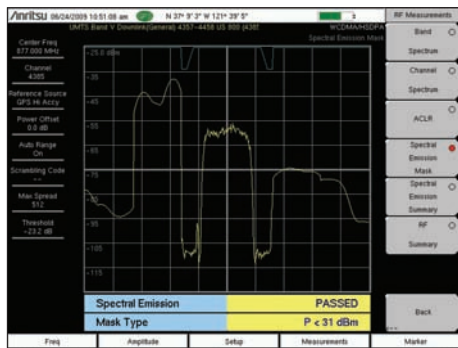 Anritsu 06/24/2009 10:51:08 am GPS N 37° 9' 3" W 121° 39' 5"
RF Measurements
UMTS Band V Downlink(General) 4357-4458 US 800 (4385
WCDMA/HSDPA
Spectral Emission Mask
Center Freq
877.000 MHz
Channel
4385
Reference Source
GPS Hi Accy
Power Offset
0.0 dB
Auto Range
On
Scrambling Code
--
Max Spread
512
Threshold
-23.2 dB
-25.0 dBm
-35
-45
-55
-65
-75
-85
-95
-105
-115
Band
Spectrum
Channel
Spectrum
ACLR
Spectral
Emission
Mask
Spectral
Emission
Summary
RF
Summary
Back
Spectral Emission PASSED
Mask Type P < 31 dBm
Freq Amplitude Setup Measurements Marker